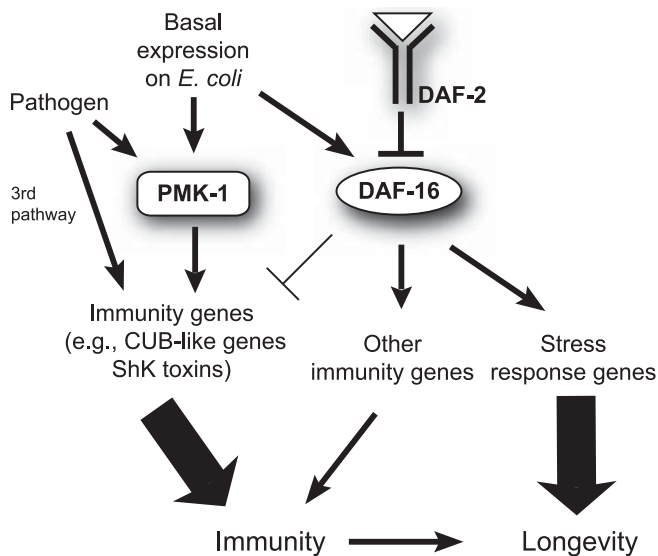 Basal
expression
on E. coli
DAF-2
Pathogen
PMK-1
DAF-16
3rd
pathway
Immunity genes
(e.g., CUB-like genes
ShK toxins)
Other
immunity genes
Stress
response genes
Immunity
Longevity